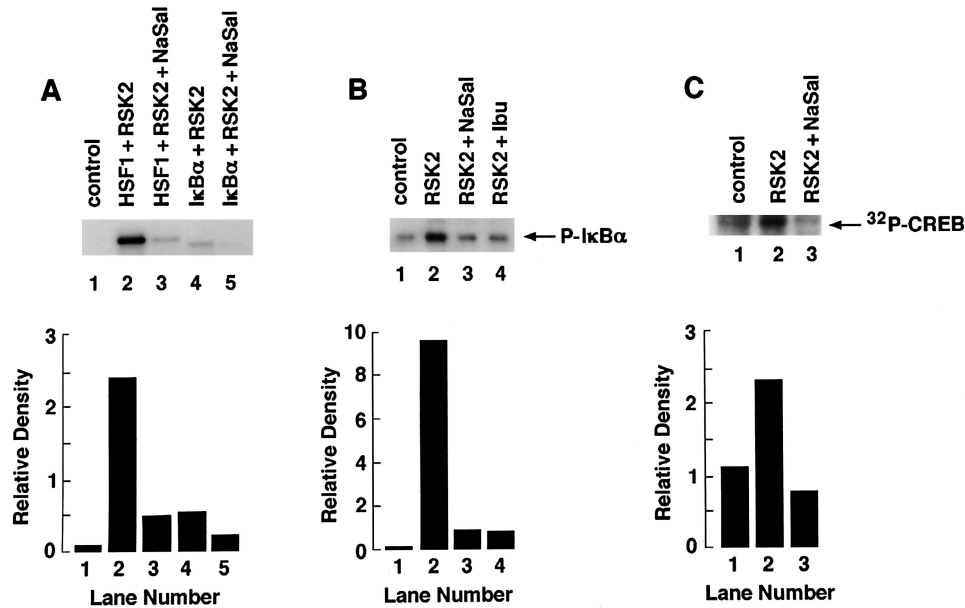 A
control
HSF1+RSK2
HSF1+RSK2+NaSal
IκBα+RSK2
IκBα+RSK2+NaSal
1 2 3 4 5
3
2
1
0
Relative Density
1 2 3 4 5
Lane Number
B
control
RSK2
RSK2+NaSal
RSK2+Ibu
P-IκBα
1 2 3 4
10
8
6
4
2
0
Relative Density
1 2 3 4
Lane Number
C
control
RSK2
RSK2+NaSal
32P-CREB
1 2 3
3
2
1
0
Relative Density
1 2 3
Lane Number